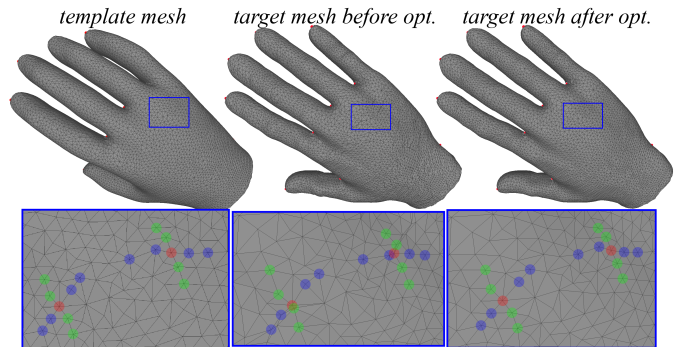 template mesh
target mesh before opt.
target mesh after opt.